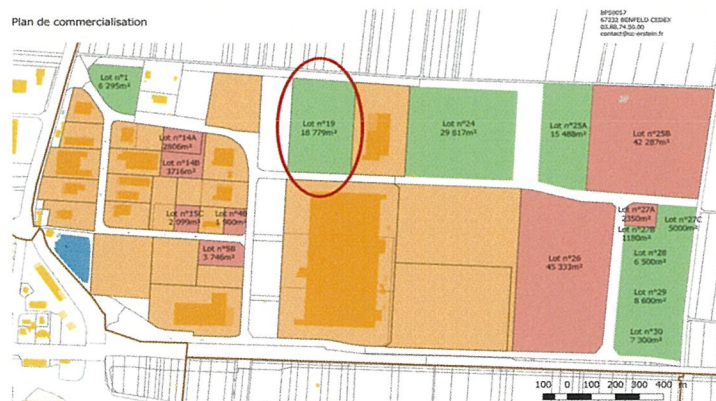 Plan de commercialisation
BP50057
67232 BENFELD CEDEX
03.88.74.50.00
contact@cc-erstein.fr
Lot n°1
6 295m²
Lot n°19
18 779m²
Lot n°24
29 617m²
Lot n°25A
15 488m²
Lot n°25B
42 287m²
Lot n°14A
2806m²
Lot n°14B
3716m²
Lot n°15C
2 099m²
Lot n°4B
1 900m²
Lot n°5B
3 746m²
Lot n°26
45 333m²
Lot n°27A
2350m²
Lot n°27B
1180m²
Lot n°27C
5000m²
Lot n°28
6 500m²
Lot n°29
8 600m²
Lot n°30
7 300m²
100 0 100 200 300 400 m